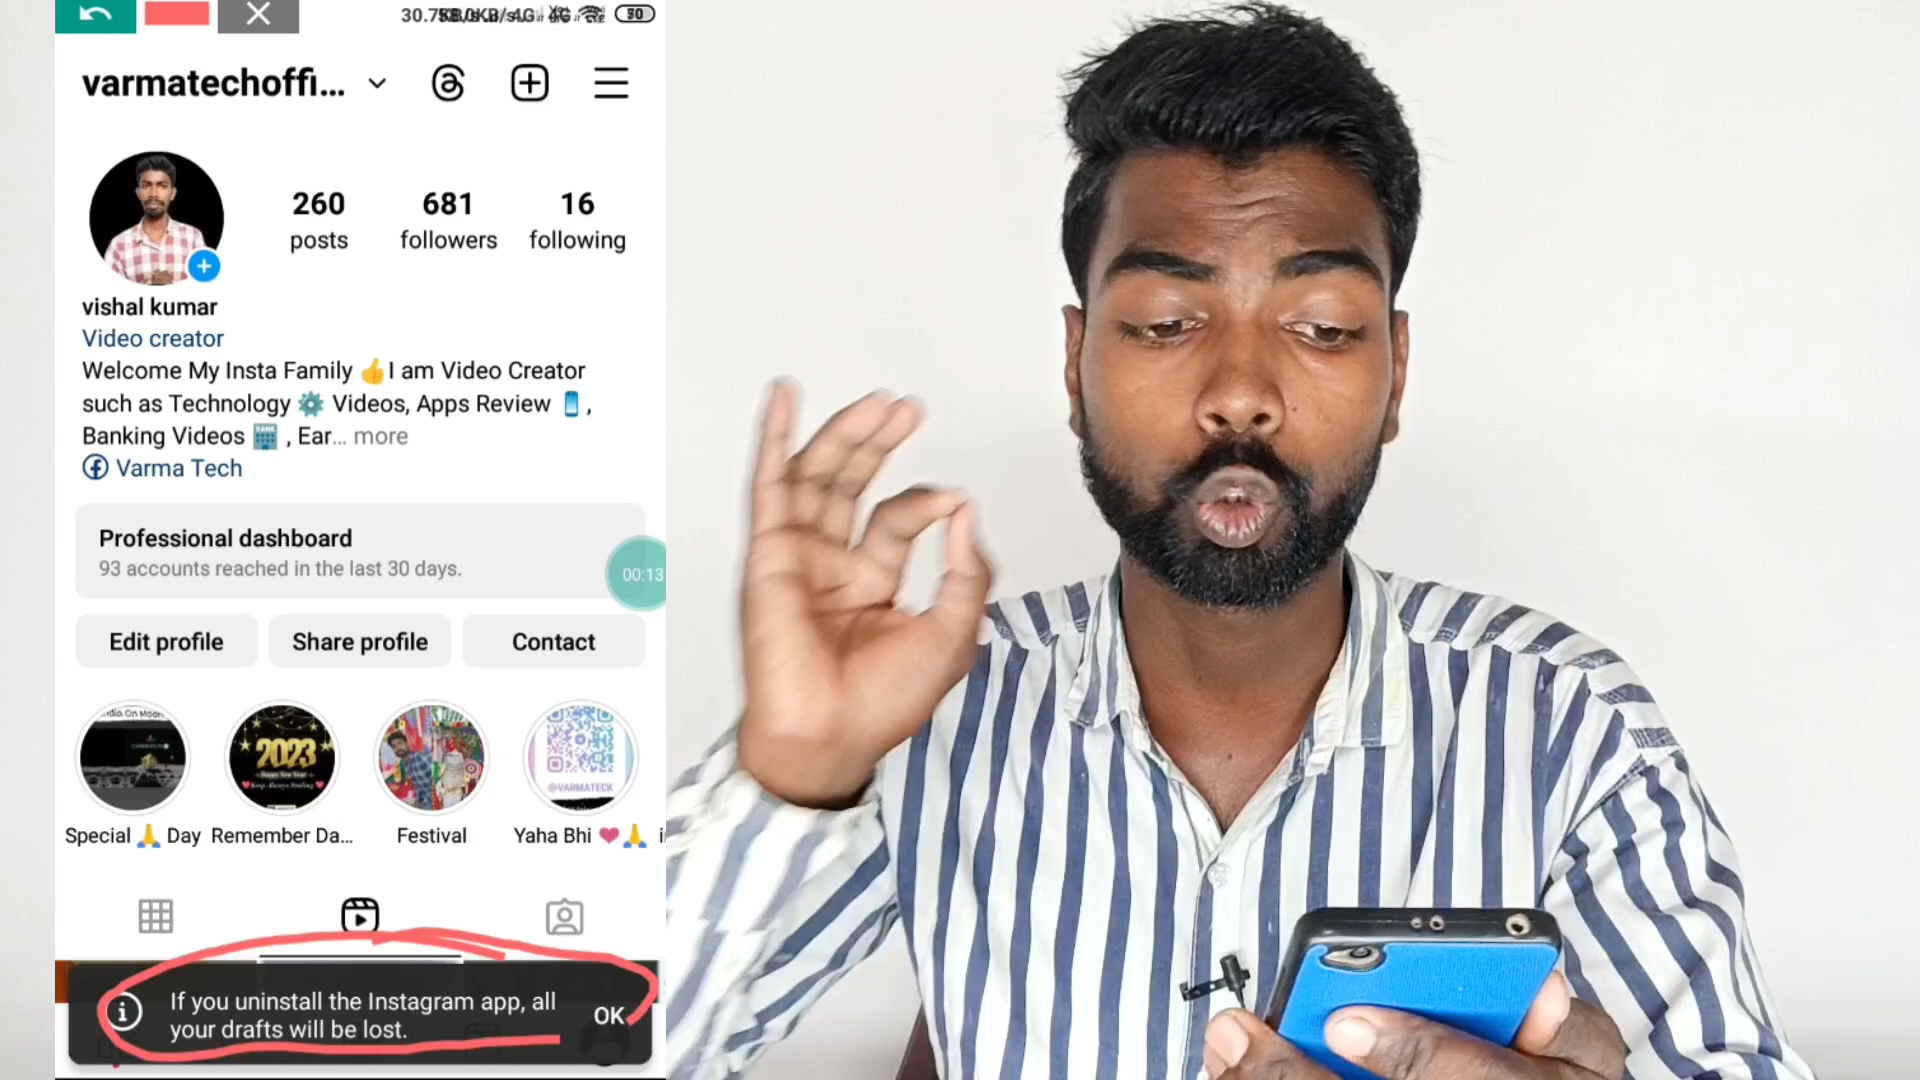 varmatechoffi...
260 681 16
posts followers following
vishal kumar
Video creator
Welcome My Insta Family 👍I am Video Creator
such as Technology ⚙️ Videos, Apps Review 📱,
Banking Videos 🏦 , Ear... more
Varma Tech
Professional dashboard
93 accounts reached in the last 30 days.
00:13
Edit profile Share profile Contact
2023
@VARMATECK
Special 🙏 Day Remember Da... Festival Yaha Bhi ❤️🙏
If you uninstall the Instagram app, all
your drafts will be lost.
OK